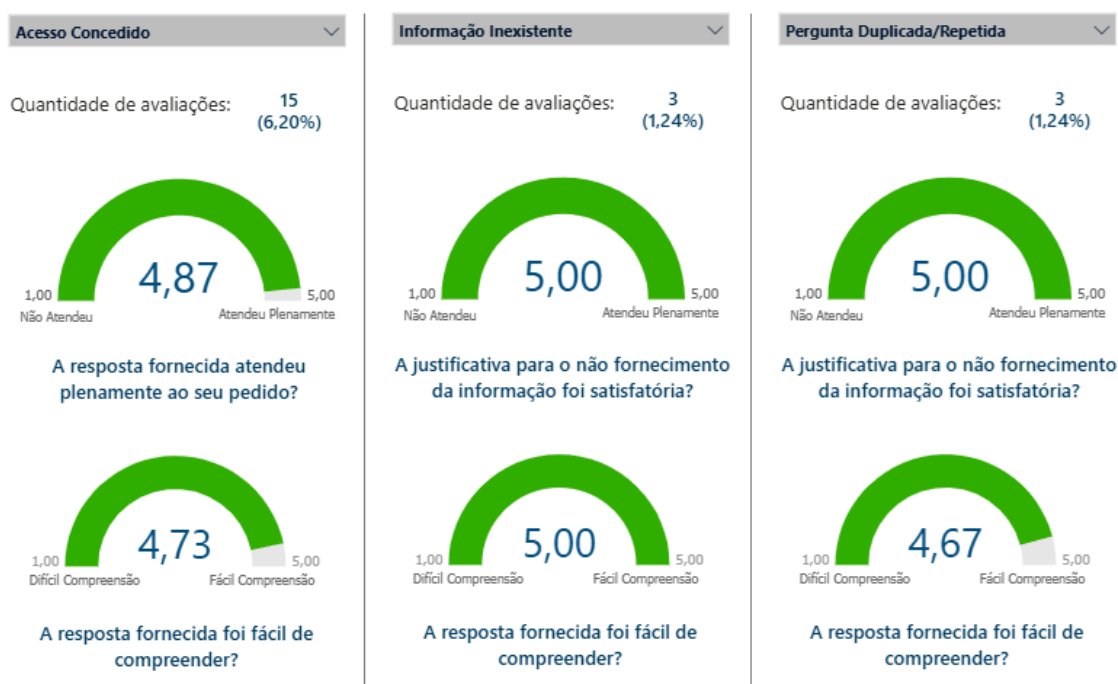 Acesso Concedido
Quantidade de avaliações:
15
(6,20%)
4,87
1,00
5,00
Não Atendeu
Atendeu Plenamente
A resposta fornecida atendeu
plenamente ao seu pedido?
4,73
1,00
5,00
Difícil Compreensão
Fácil Compreensão
A resposta fornecida foi fácil de
compreender?
Informação Inexistente
Quantidade de avaliações:
3
(1,24%)
5,00
1,00
5,00
Não Atendeu
Atendeu Plenamente
A justificativa para o não fornecimento
da informação foi satisfatória?
5,00
1,00
5,00
Difícil Compreensão
Fácil Compreensão
A resposta fornecida foi fácil de
compreender?
Pergunta Duplicada/Repetida
Quantidade de avaliações:
3
(1,24%)
5,00
1,00
5,00
Não Atendeu
Atendeu Plenamente
A justificativa para o não fornecimento
da informação foi satisfatória?
4,67
1,00
5,00
Difícil Compreensão
Fácil Compreensão
A resposta fornecida foi fácil de
compreender?